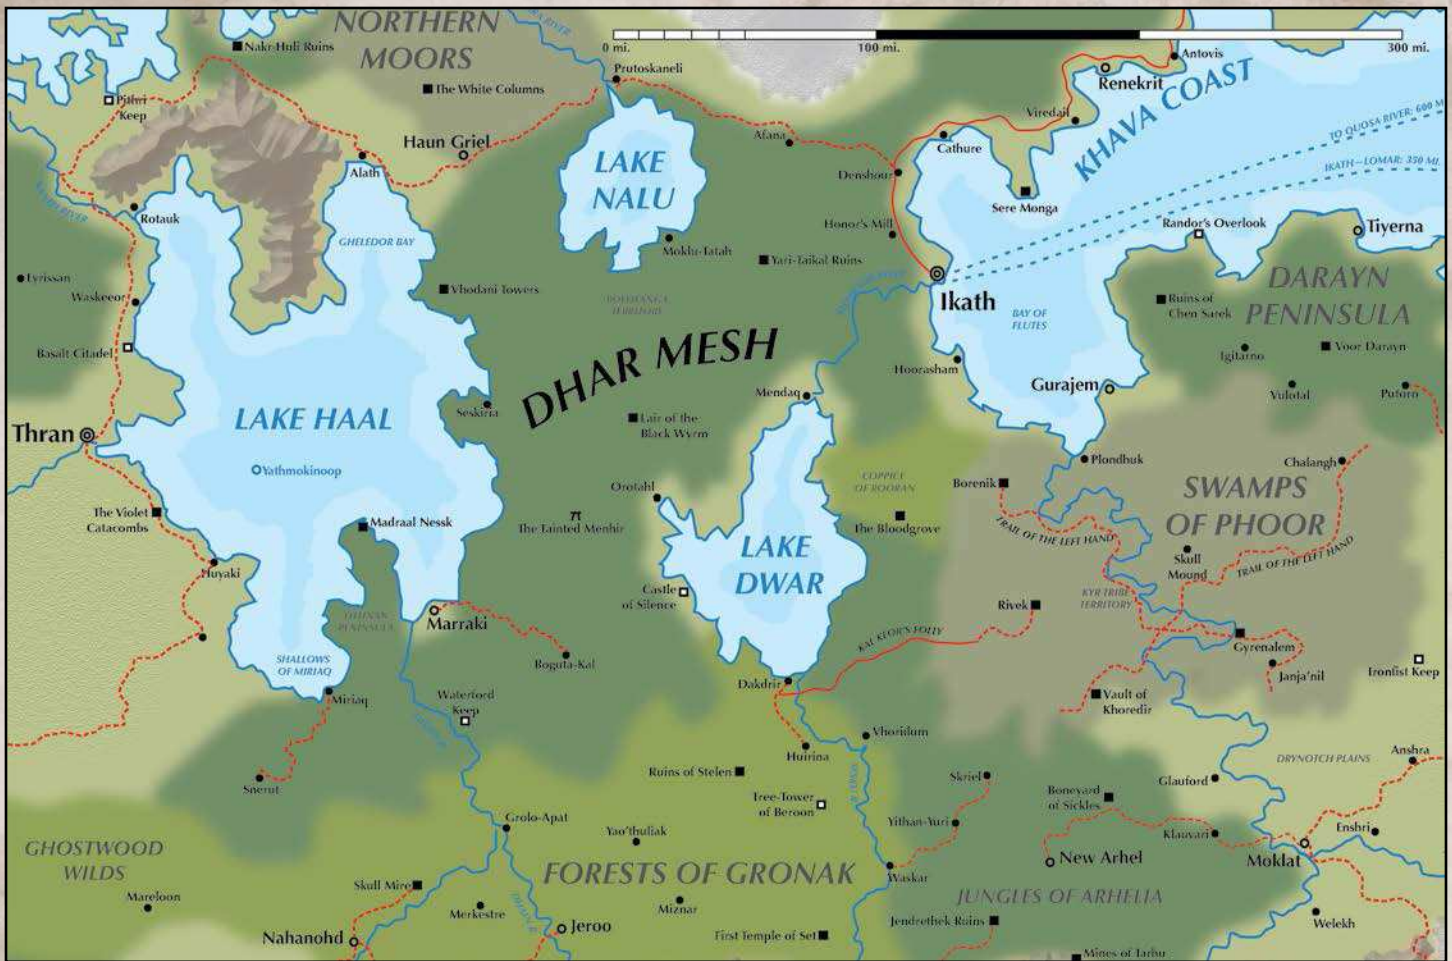 NORTHERN
MOORS
Nakr-Huli Ruins
0 mi.
100 mi.
300 mi.
Antovis
Prutoskaneli
Renekrit
KHAVA COAST
The White Columns
Pithri
Keep
Viredail
TO QUOSA RIVER: 600 M
Haun Griel
Afana
Cathure
LAKE
NALU
IKATH—LOMAR: 350 MI.
Alath
Denshour
Sere Monga
Rotauk
GHELEDOR BAY
Honor's Mill
Randor's Overlook
Tiyerna
Moklu-Tatah
Yari-Taikal Ruins
Lyrissan
Waskeeor
Vhodani Towers
TERRITORY
Ikath
BAY OF
FLUTES
DARAYN
PENINSULA
Ruins of
Chen Sarek
Basalt Citadel
DHAR MESH
Hoorasham
Igitarno
Voor Darayn
Gurajem
Mendaq
Vulotal
Putoro
Seskiria
LAKE HAAL
Lair of the
Black Wyrm
Thran
Yathmokinoop
Plondhuk
Chalangh
COPPICE
OF ROORAN
Borenik
SWAMPS
OF PHOOR
Orotahl
The Violet
Catacombs
Madraal Nessk
The Tainted Menhir
The Bloodgrove
TRAIL OF THE LEFT HAND
LAKE
DWAR
Skull
Mound
TRAIL OF THE LEFT HAND
Huyaki
Castle
of Silence
KYR TRIBE
TERRITORY
Rivek
PENINSULA
Marraki
KAL KEOR'S FOLLY
Gyrenalem
Boguta-Kal
SHALLOWS
OF MIRIAQ
Dakdrir
Janja'nil
Ironfist Keep
Miriaq
Waterford
Keep
Vault of
Khoredir
Vhoridum
Huirina
DRYNOTCH PLAINS
Anshra
Snerut
Ruins of Stelen
Skriel
Glauford
Tree-Tower
of Beroon
Boneyard
of Sickles
Grolo-Apat
Yao'thuliak
Yithan-Yuri
Klauvari
Enshri
GHOSTWOOD
WILDS
FORESTS OF GRONAK
New Arhel
Moklat
Skull Mire
Waskar
JUNGLES OF ARHELIA
Mareloon
Merkestre
Miznar
Jendrethek Ruins
Welekh
Jeroo
Nahanohd
First Temple of Set
Mines of Tarhu